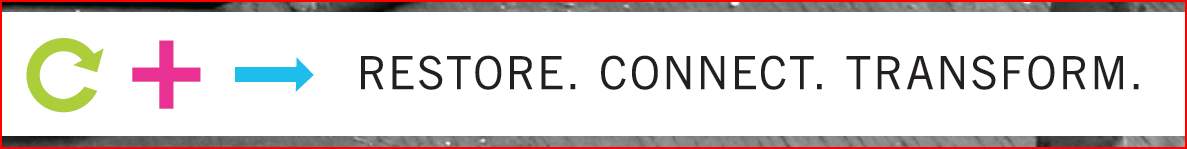 RESTORE. CONNECT. TRANSFORM.